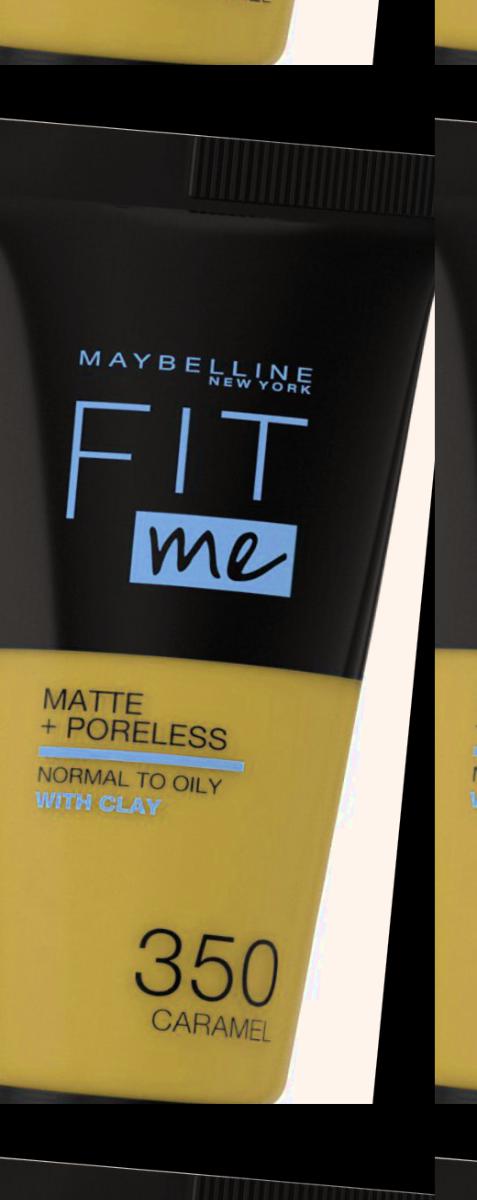 MAYBELLINE
NEW YORK
FIT
me
MATTE
+ PORELESS
NORMAL TO OILY
WITH CLAY
350
CARAMEL